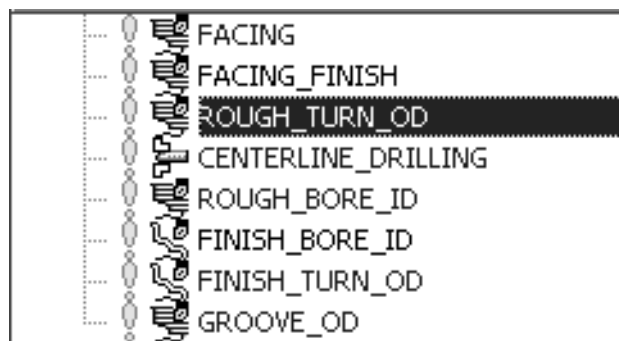 FACING
FACING_FINISH
ROUGH_TURN_OD
CENTERLINE_DRILLING
ROUGH_BORE_ID
FINISH_BORE_ID
FINISH_TURN_OD
GROOVE_OD